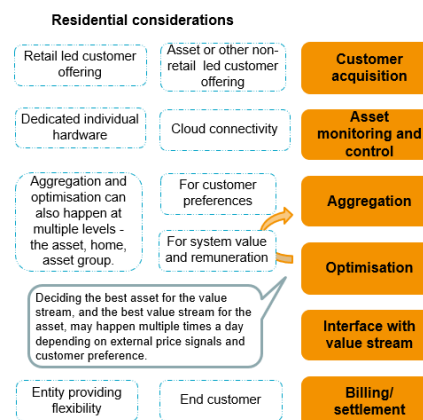 Residential considerations
Retail led customer
offering
Asset or other non-
retail led customer
offering
Customer
acquisition
Dedicated individual
hardware
Cloud connectivity
Asset
monitoring and
control
Aggregation and
optimisation can
also happen at
multiple levels -
the asset, home,
asset group.
For customer
preferences
Aggregation
For system value
and remuneration
Optimisation
Deciding the best asset for the value
stream, and the best value stream for the
asset, may happen multiple times a day
depending on external price signals and
customer preference.
Interface with
value stream
Entity providing
flexibility
End customer
Billing/
settlement